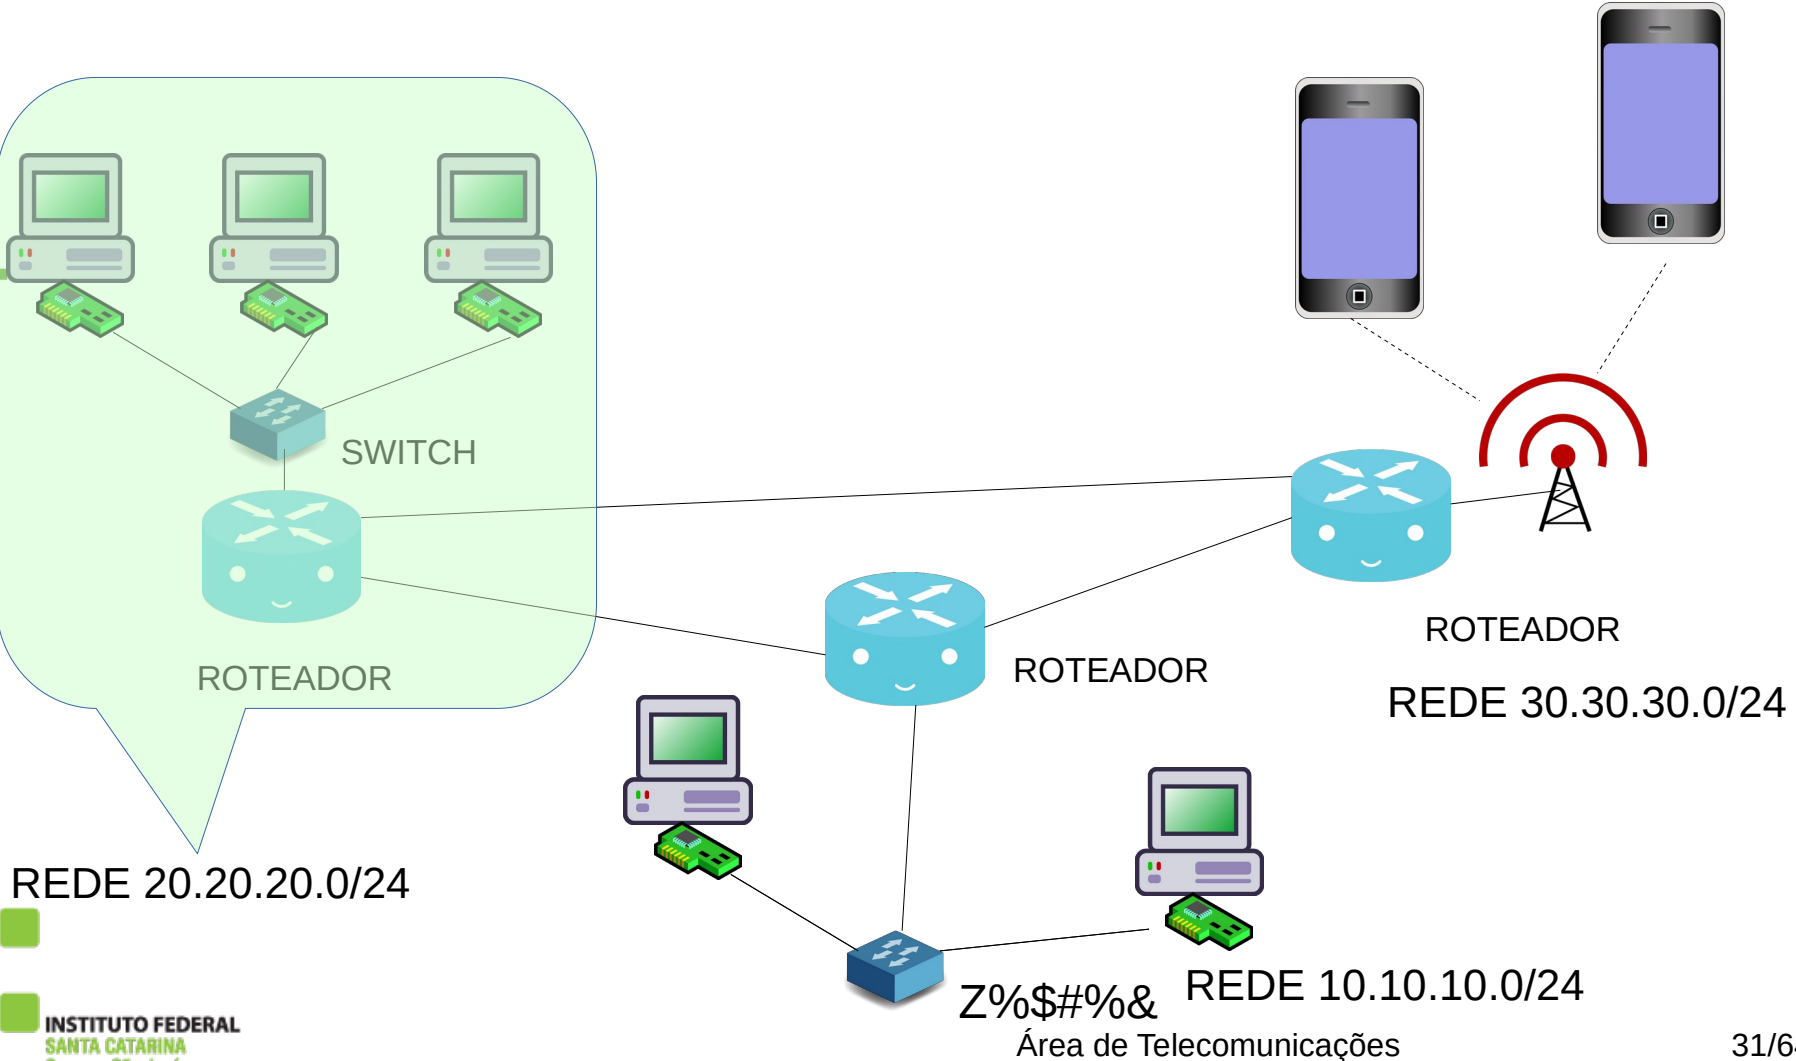 SWITCH
ROTEADOR
ROTEADOR
ROTEADOR
REDE 30.30.30.0/24
REDE 20.20.20.0/24
REDE 10.10.10.0/24
Z%$#%&
INSTITUTO FEDERAL
SANTA CATARINA
Área de Telecomunicações